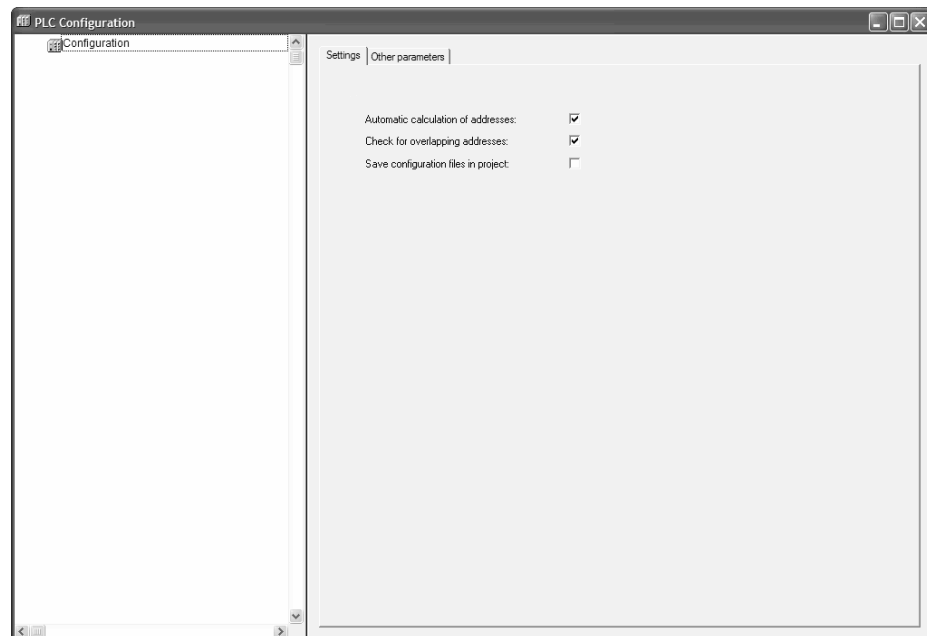 PLC Configuration
Configuration
Settings
Other parameters
Automatic calculation of addresses:
Check for overlapping addresses:
Save configuration files in project: